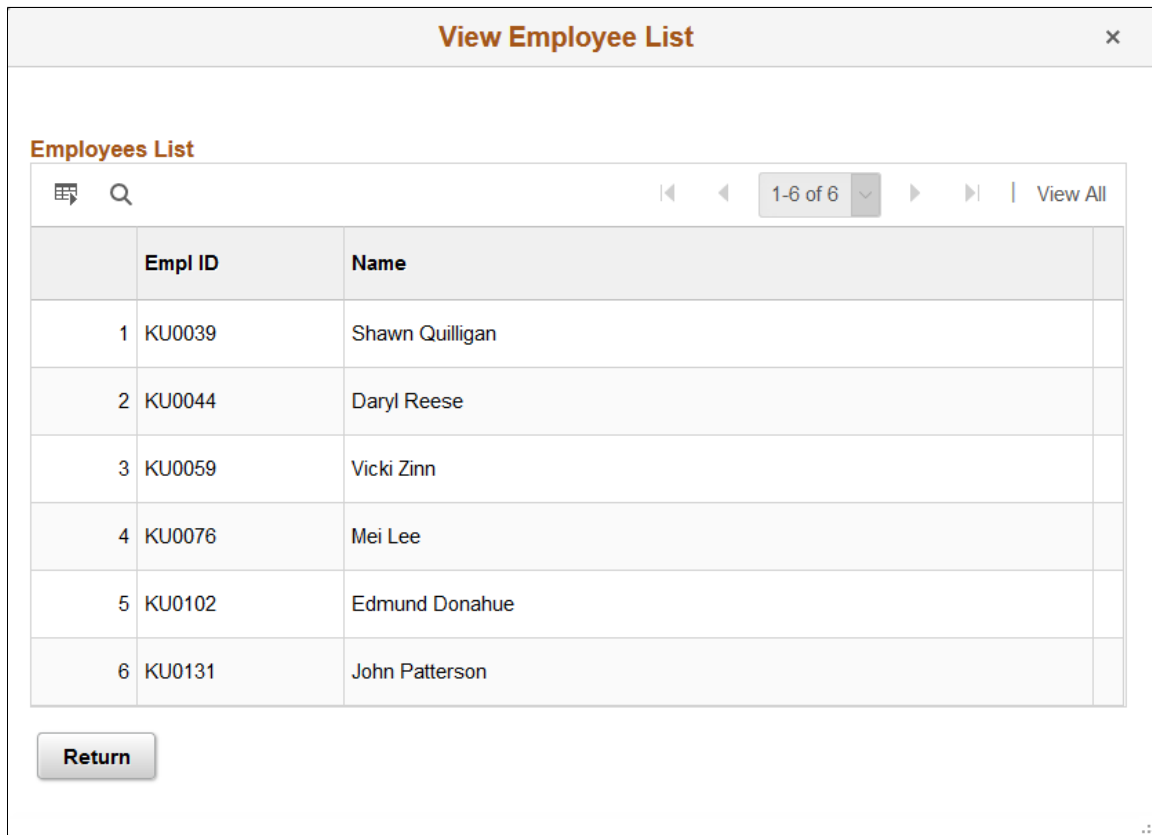 View Employee List ×
Employees List
1-6 of 6 | View All
Empl ID Name
1 KU0039 Shawn Quilligan
2 KU0044 Daryl Reese
3 KU0059 Vicki Zinn
4 KU0076 Mei Lee
5 KU0102 Edmund Donahue
6 KU0131 John Patterson
Return